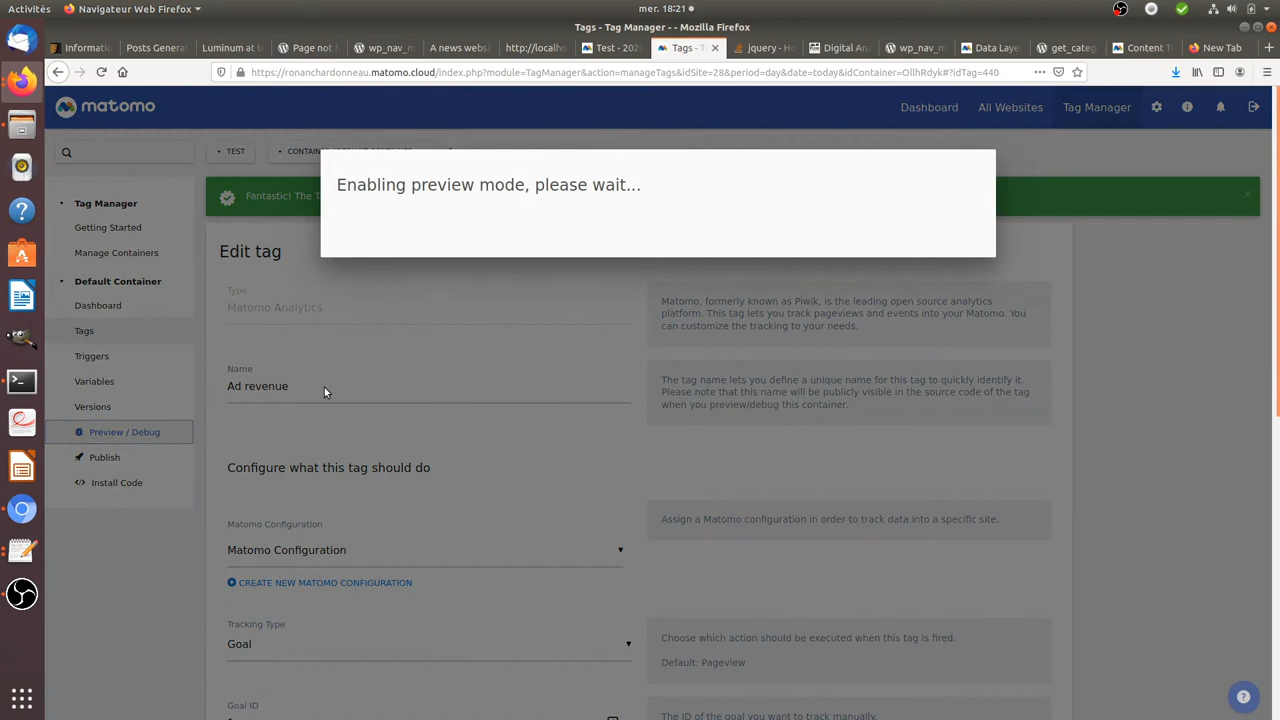 Activités
Navigateur Web Firefox
mer. 18:21
Tags - Tag Manager - - Mozilla Firefox
Informatio
Posts Genera
Luminum at tr
Page not f
wp_nav_m
A news websi
http://localho
Test - 2020
Tags - T
jquery - H
Digital An
wp_nav_m
Data Laye
get_categ
Content T
New Tab
https://ronanchardonneau.matomo.cloud/index.php?module=TagManager&action=manageTags&idSite=28&period=day&date=today&idContainer=OllhRdyk#?idTag=440
matomo
Dashboard
All Websites
Tag Manager
TEST
Enabling preview mode, please wait...
Fantastic! The T
Tag Manager
Getting Started
Manage Containers
Default Container
Dashboard
Tags
Triggers
Variables
Versions
Preview / Debug
Publish
Install Code
Edit tag
Type
Matomo Analytics
Matomo, formerly known as Piwik, is the leading open source analytics
platform. This tag lets you track pageviews and events into your Matomo. You
can customize the tracking to your needs.
Name
Ad revenue
The tag name lets you define a unique name for this tag to quickly identify it.
Please note that this name will be publicly visible in the source code of the tag
when you preview/debug this container.
Configure what this tag should do
Matomo Configuration
Matomo Configuration
CREATE NEW MATOMO CONFIGURATION
Assign a Matomo configuration in order to track data into a specific site.
Tracking Type
Goal
Choose which action should be executed when this tag is fired.
Default: Pageview
Goal ID
The ID of the goal you want to track manually.